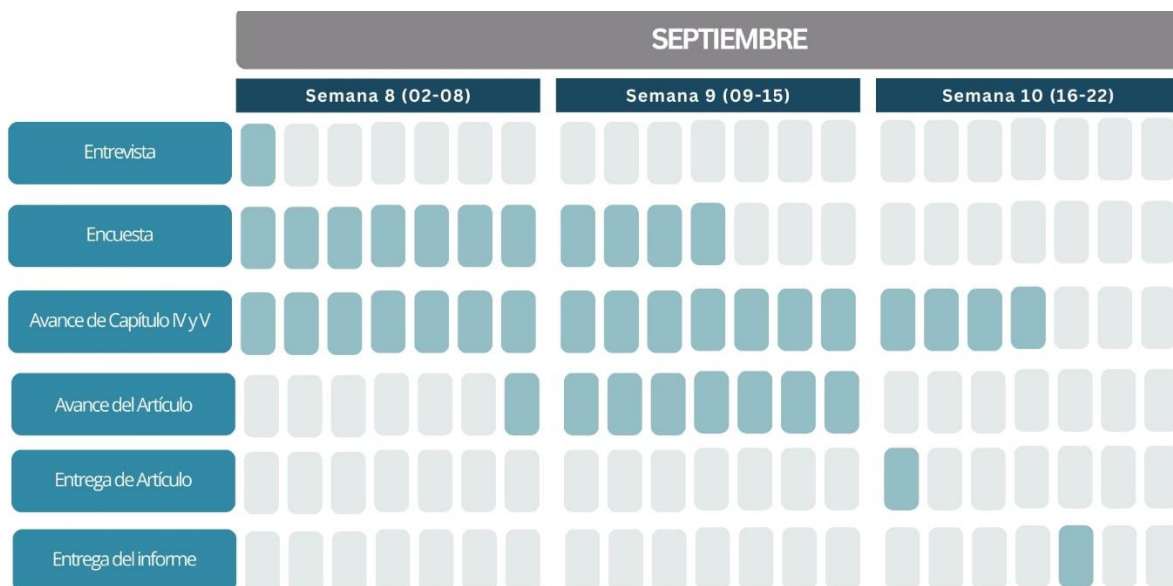 SEPTIEMBRE
Semana 8 (02-08)
Semana 9 (09-15)
Semana 10 (16-22)
Entrevista
Encuesta
Avance de Capítulo IV y V
Avance del Artículo
Entrega de Artículo
Entrega del informe